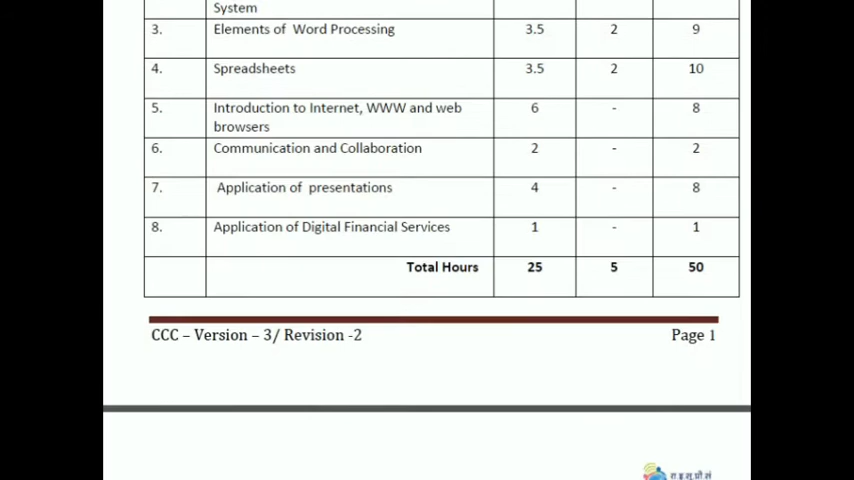 System
3. Elements of Word Processing 3.5 2 9
4. Spreadsheets 3.5 2 10
5. Introduction to Internet, WWW and web 6 - 8
browsers
6. Communication and Collaboration 2 - 2
7. Application of presentations 4 - 8
8. Application of Digital Financial Services 1 - 1
Total Hours 25 5 50
CCC – Version – 3/ Revision -2 Page 1